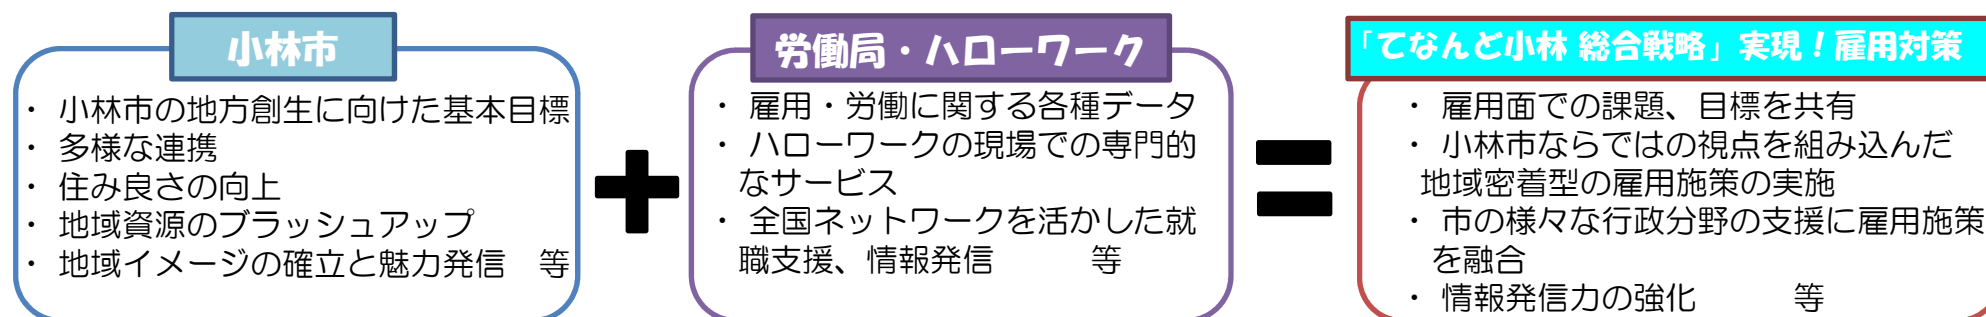 小林市
・ 小林市の地方創生に向けた基本目標
・ 多様な連携
・ 住み良さの向上
・ 地域資源のブラッシュアップ
・ 地域イメージの確立と魅力発信　等
+
労働局・ハローワーク
・ 雇用・労働に関する各種データ
・ ハローワークの現場での専門的
なサービス
・ 全国ネットワークを活かした就
職支援、情報発信　　　等
=
「てなんど小林 総合戦略」実現！雇用対策
・ 雇用面での課題、目標を共有
・ 小林市ならではの視点を組み込んだ
地域密着型の雇用施策の実施
・ 市の様々な行政分野の支援に雇用施策
を融合
・ 情報発信力の強化　　　等